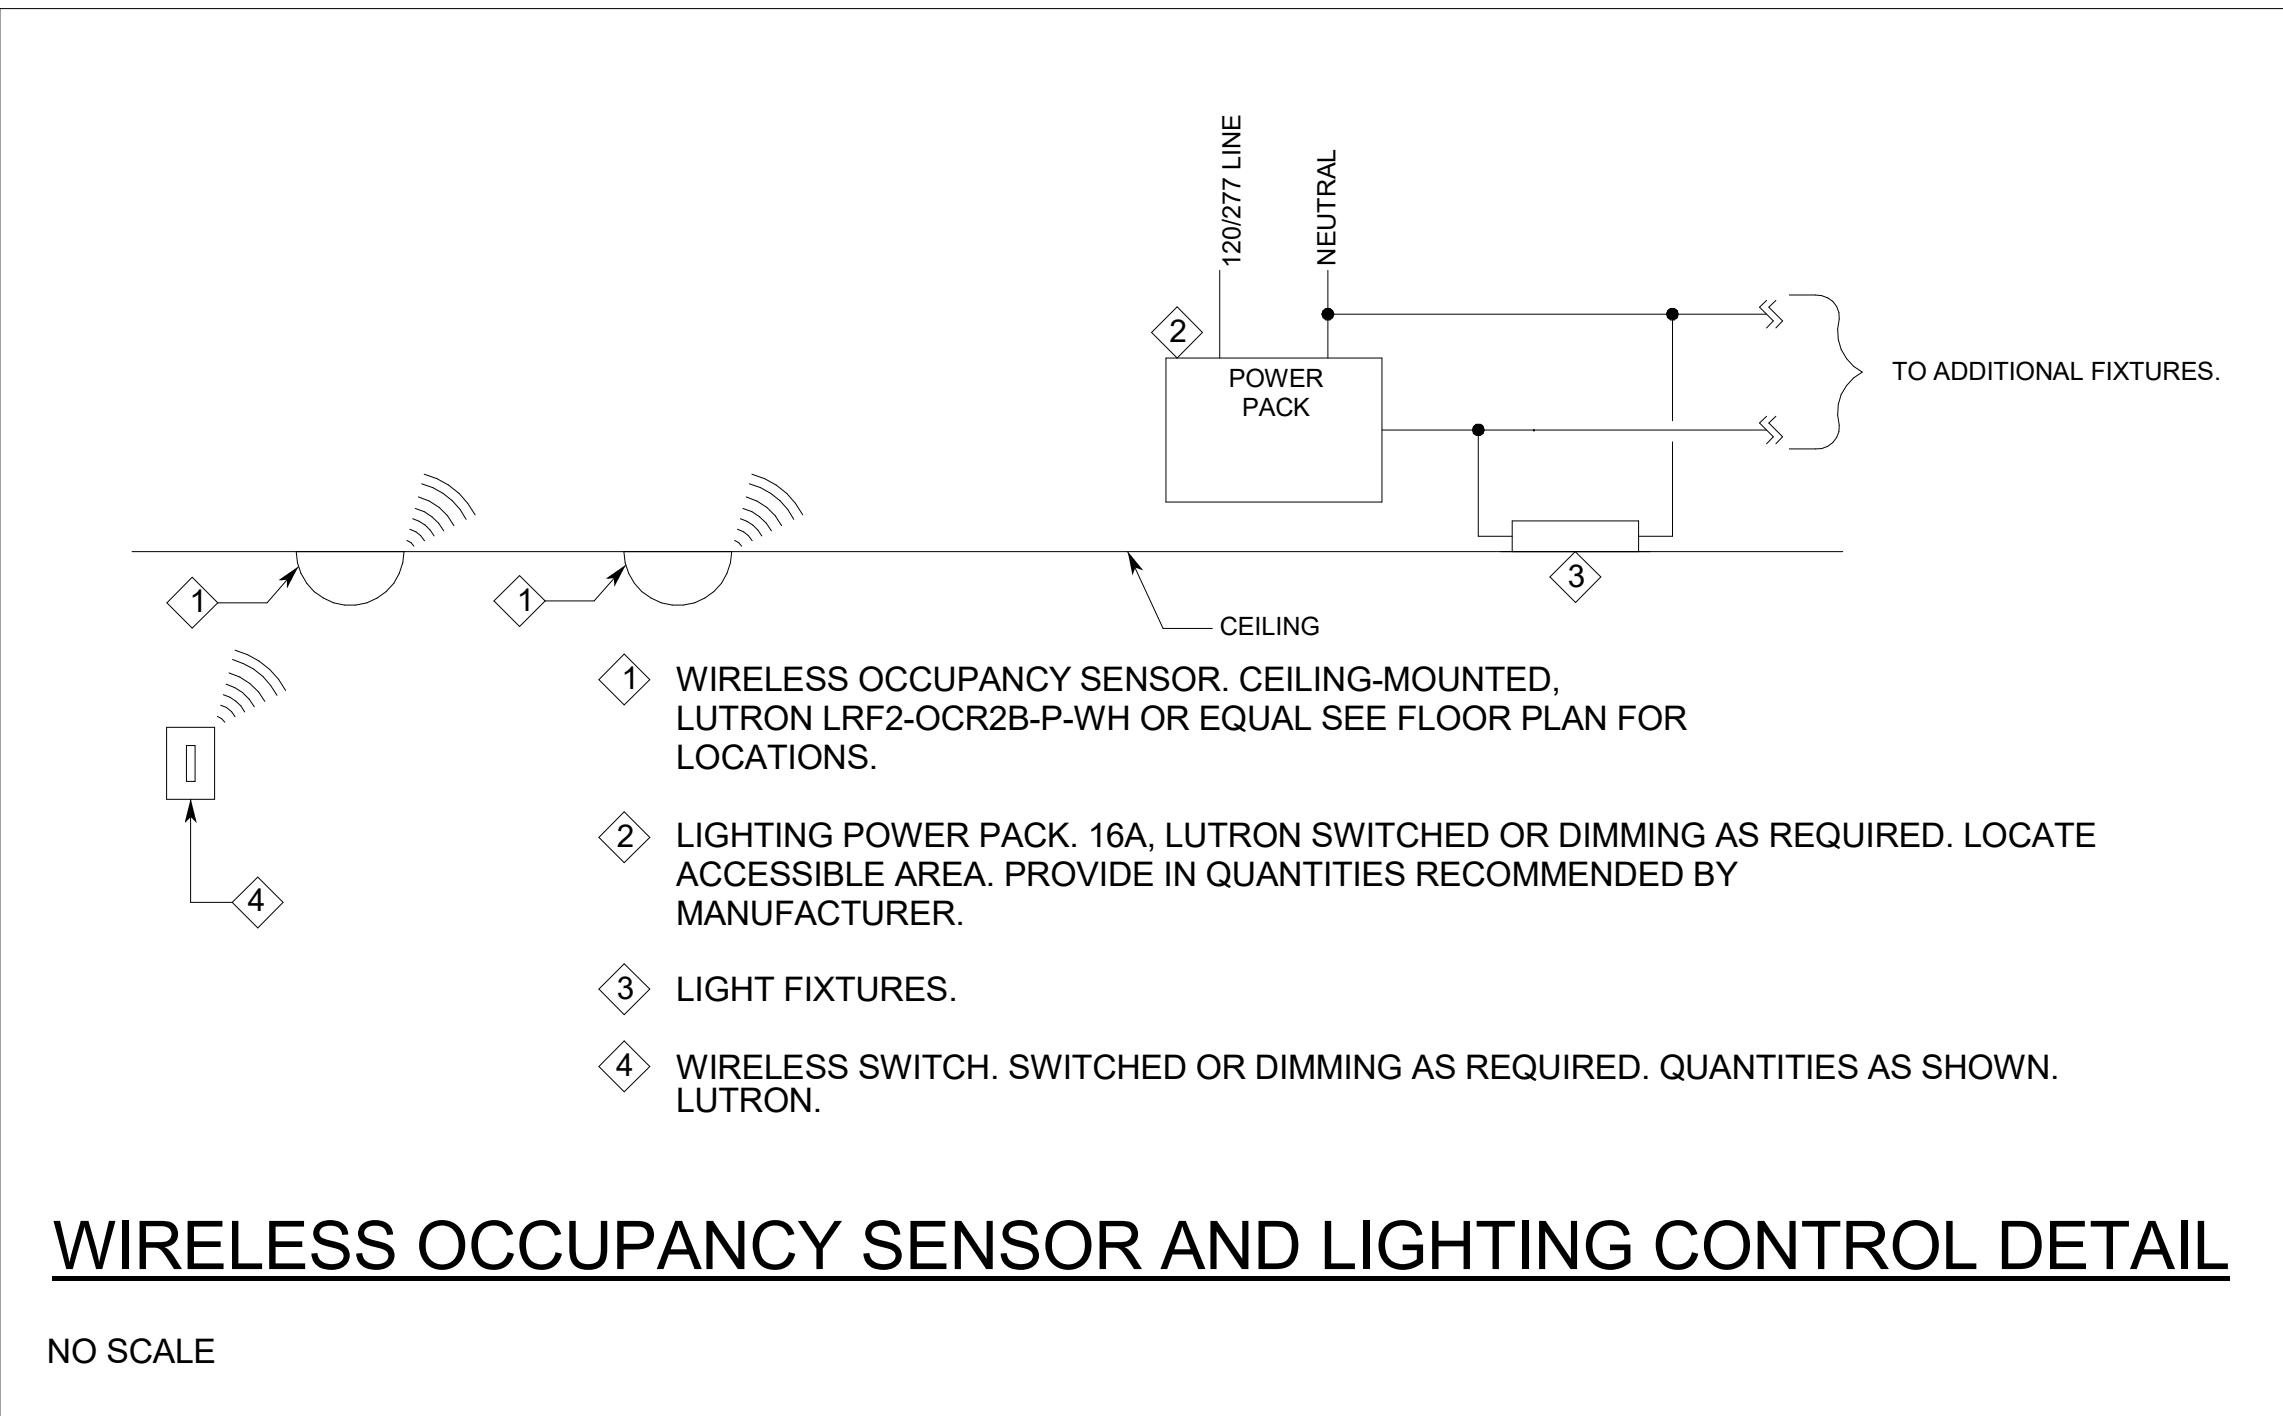 120/277 LINE
NEUTRAL
2
POWER
PACK
TO ADDITIONAL FIXTURES.
1
1
3
CEILING
4
1 WIRELESS OCCUPANCY SENSOR. CEILING-MOUNTED,
LUTRON LRF2-OCR2B-P-WH OR EQUAL SEE FLOOR PLAN FOR
LOCATIONS.
2 LIGHTING POWER PACK. 16A, LUTRON SWITCHED OR DIMMING AS REQUIRED. LOCATE
ACCESSIBLE AREA. PROVIDE IN QUANTITIES RECOMMENDED BY
MANUFACTURER.
3 LIGHT FIXTURES.
4 WIRELESS SWITCH. SWITCHED OR DIMMING AS REQUIRED. QUANTITIES AS SHOWN.
LUTRON.
WIRELESS OCCUPANCY SENSOR AND LIGHTING CONTROL DETAIL
NO SCALE